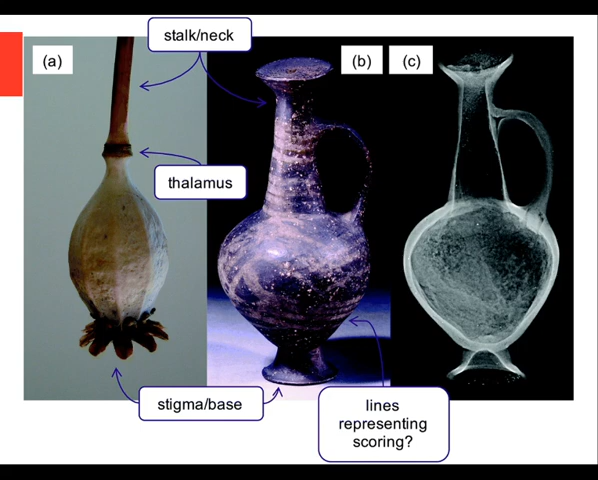 stalk/neck
(a)
(b)
(c)
thalamus
stigma/base
lines
representing
scoring?